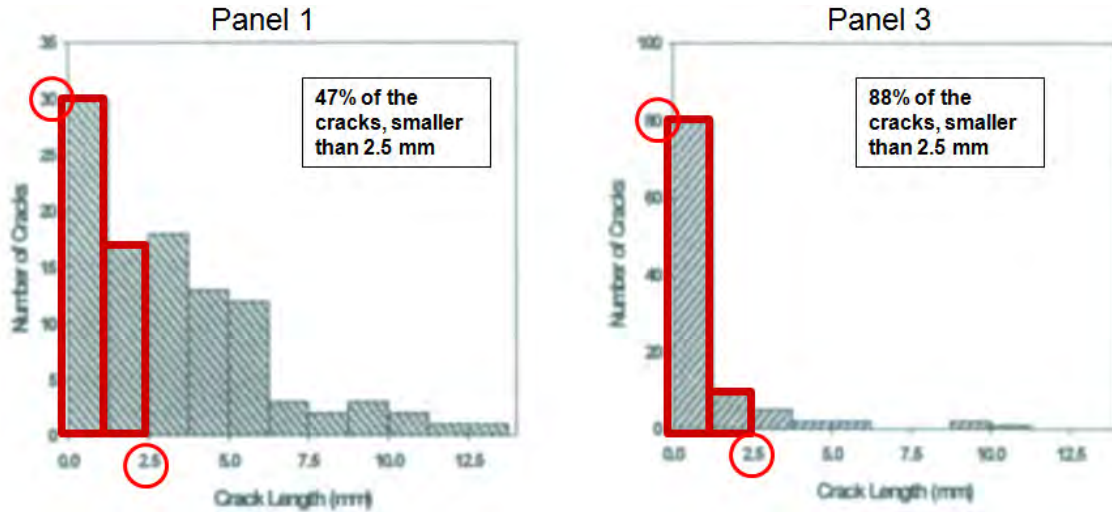 Panel 1
35
30
25
20
15
10
5
0
Number of Cracks
47% of the
cracks, smaller
than 2.5 mm
0.0 2.5 5.0 7.5 10.0 12.5
Crack Length (mm)
Panel 3
100
80
60
40
20
0
Number of Cracks
88% of the
cracks, smaller
than 2.5 mm
0.0 2.5 5.0 7.5 10.0 12.5
Crack Length (mm)